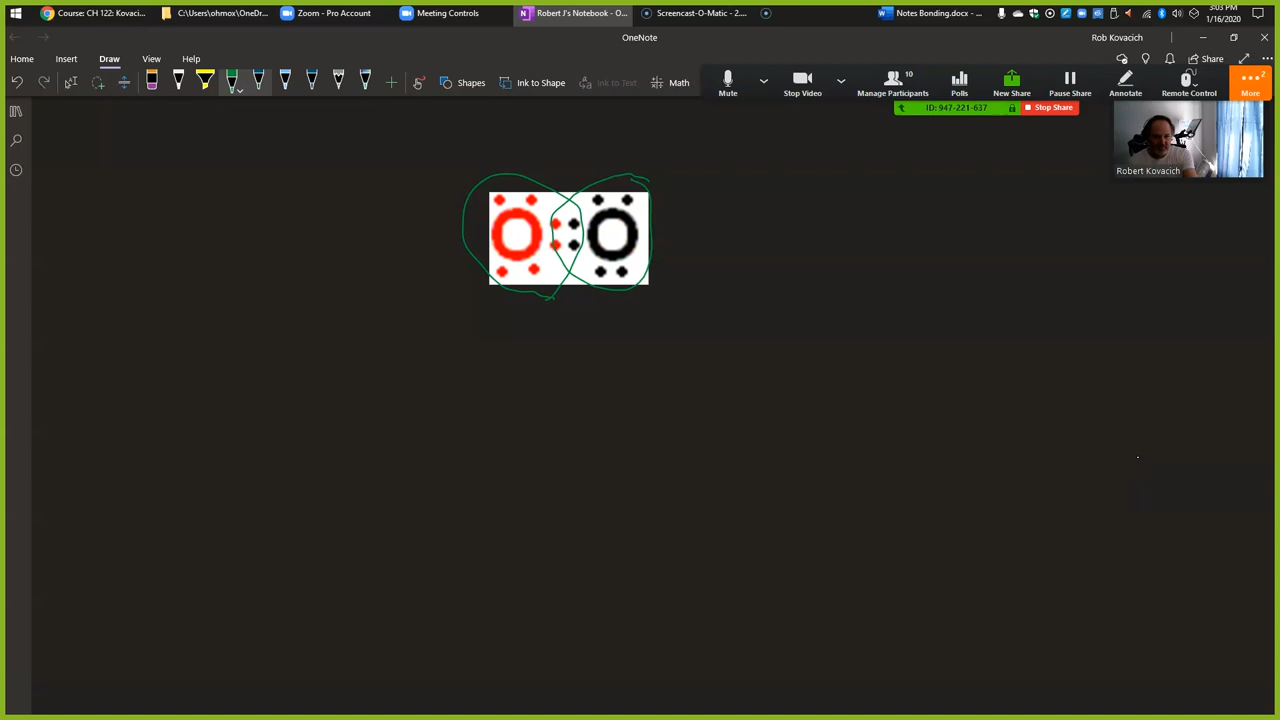 Course: CH 122: Kovaci... C:\Users\ohmox\OneDr... Zoom - Pro Account Meeting Controls Robert J's Notebook - O... Screencast-O-Matic - 2.... Notes Bonding.docx - ... 3:03 PM
1/16/2020
OneNote Rob Kovacich
Home Insert Draw View Help Share
Shapes Ink to Shape Ink to Text Math
Mute Stop Video 10 Manage Participants Polls New Share Pause Share Annotate Remote Control 2 More
ID: 947-221-637 Stop Share
Robert Kovacich
O O